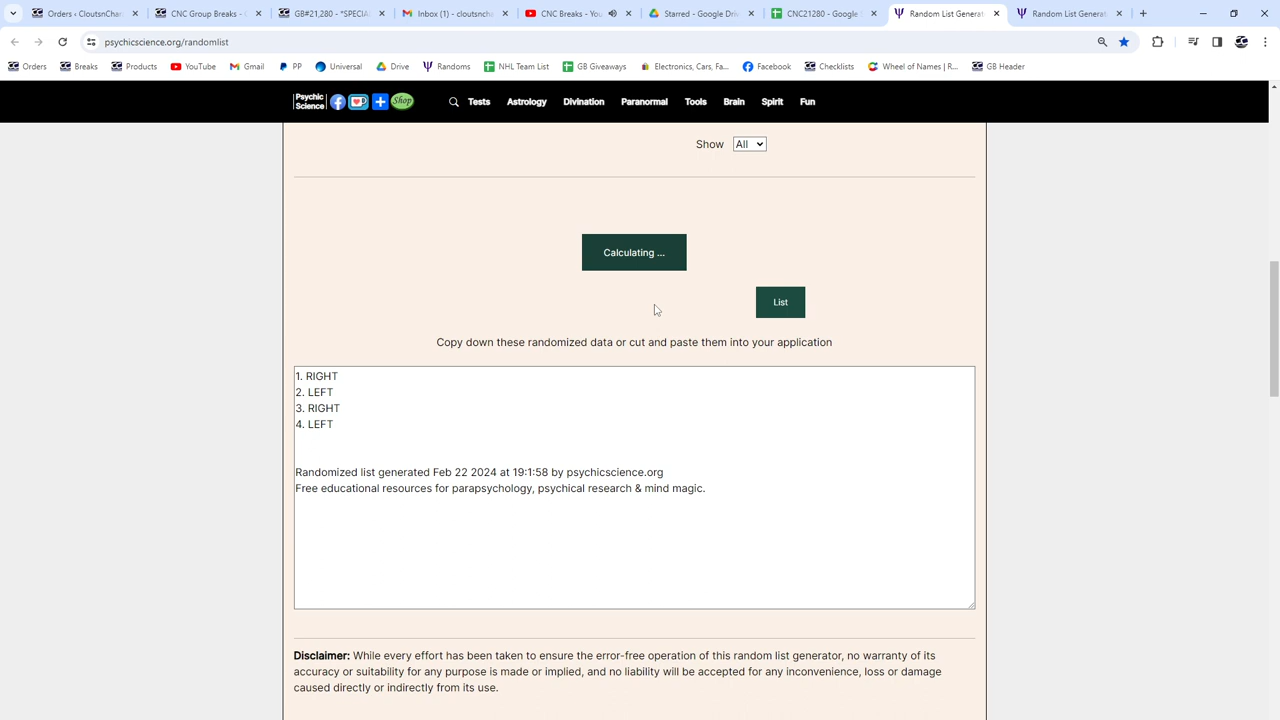 Orders ‹ CloutsnChan
CNC Group Breaks - 
GB#21,280 - *SPECIAL
Inbox (1) - cloutsnch
CNC Breaks - You
Starred - Google Driv
CNC21280 - Google S
Random List Generat
Random List Generat
psychicscience.org/randomlist
Orders
Breaks
Products
YouTube
Gmail
PP
Universal
Drive
Randoms
NHL Team List
GB Giveaways
Electronics, Cars, Fa...
Facebook
Checklists
Wheel of Names | R...
GB Header
Psychic
Science
Shop
Tests
Astrology
Divination
Paranormal
Tools
Brain
Spirit
Fun
Show All
Calculating ...
List
Copy down these randomized data or cut and paste them into your application
1. RIGHT
2. LEFT
3. RIGHT
4. LEFT
Randomized list generated Feb 22 2024 at 19:1:58 by psychicscience.org
Free educational resources for parapsychology, psychical research & mind magic.
Disclaimer: While every effort has been taken to ensure the error-free operation of this random list generator, no warranty of its
accuracy or suitability for any purpose is made or implied, and no liability will be accepted for any inconvenience, loss or damage
caused directly or indirectly from its use.